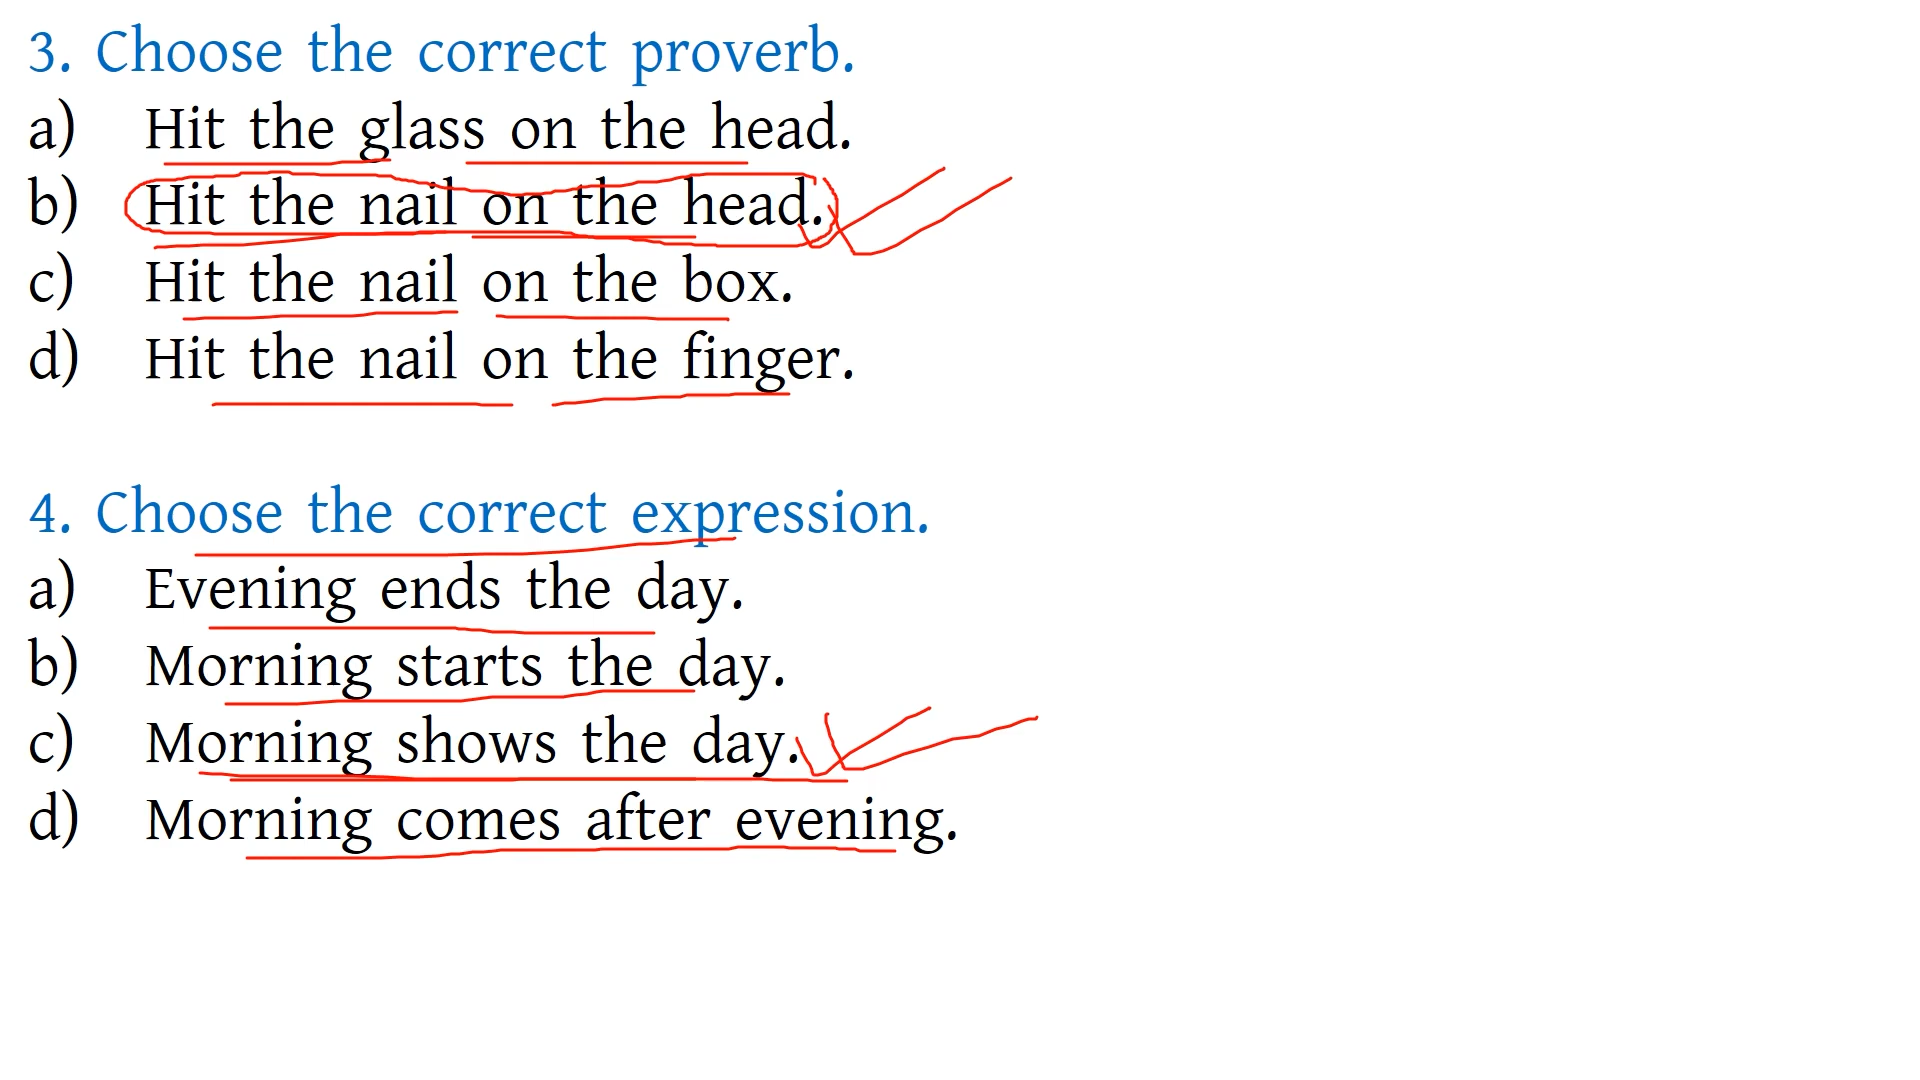 3. Choose the correct proverb.
a) Hit the glass on the head.
b) Hit the nail on the head.
c) Hit the nail on the box.
d) Hit the nail on the finger.
4. Choose the correct expression.
a) Evening ends the day.
b) Morning starts the day.
c) Morning shows the day.
d) Morning comes after evening.